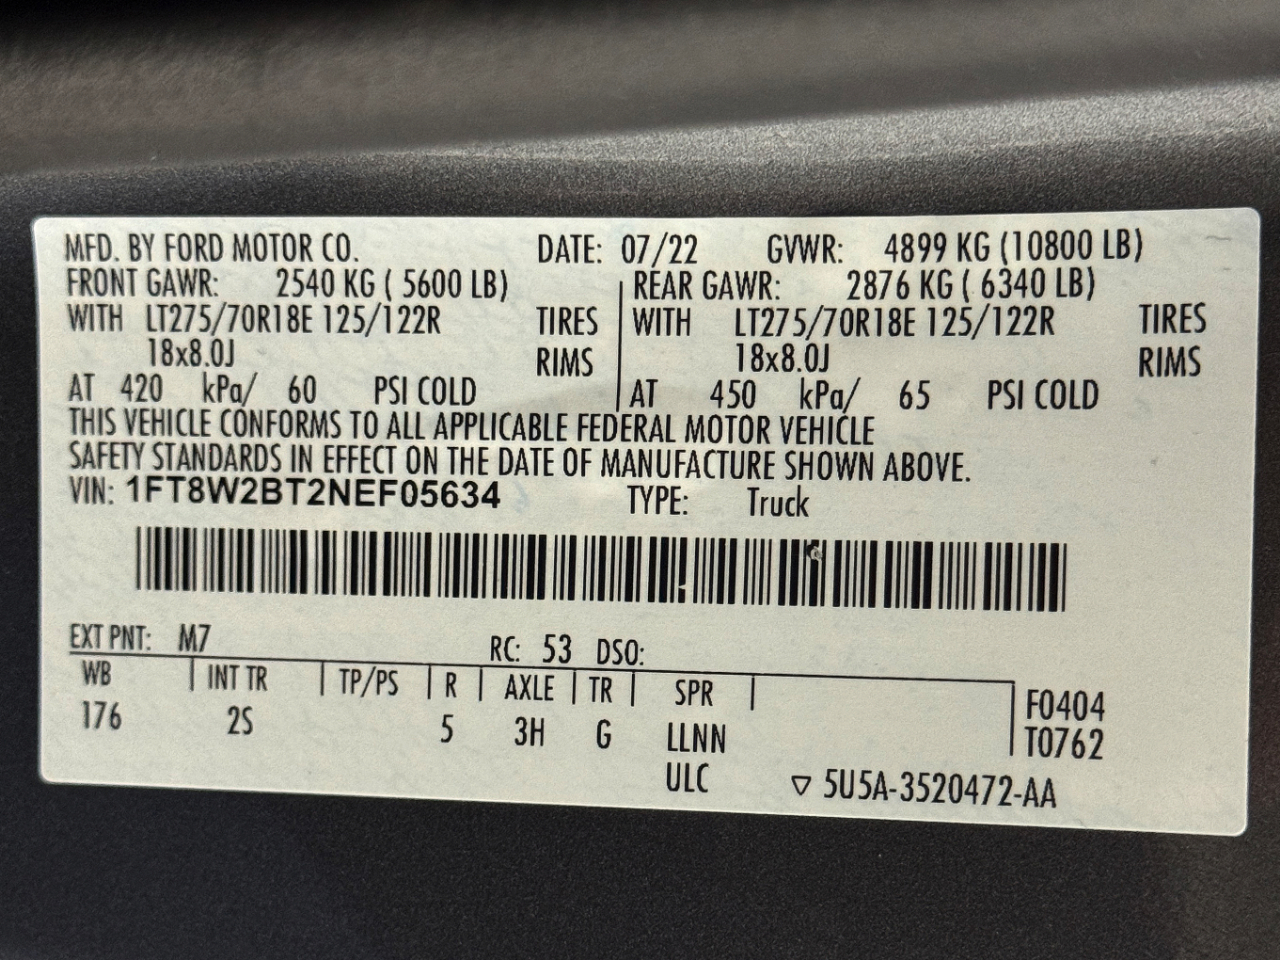 MFD. BY FORD MOTOR CO. DATE: 07/22 GVWR: 4899 KG (10800 LB)
FRONT GAWR: 2540 KG ( 5600 LB) REAR GAWR: 2876 KG ( 6340 LB)
WITH LT275/70R18E 125/122R TIRES WITH LT275/70R18E 125/122R TIRES
18x8.0J RIMS 18x8.0J RIMS
AT 420 kPa/ 60 PSI COLD AT 450 kPa/ 65 PSI COLD
THIS VEHICLE CONFORMS TO ALL APPLICABLE FEDERAL MOTOR VEHICLE
SAFETY STANDARDS IN EFFECT ON THE DATE OF MANUFACTURE SHOWN ABOVE.
VIN: 1FT8W2BT2NEF05634 TYPE: Truck
EXT PNT: M7 RC: 53 DSO:
WB INT TR TP/PS R AXLE TR SPR F0404
176 2S 5 3H G LLNN T0762
ULC ▽ 5U5A-3520472-AA